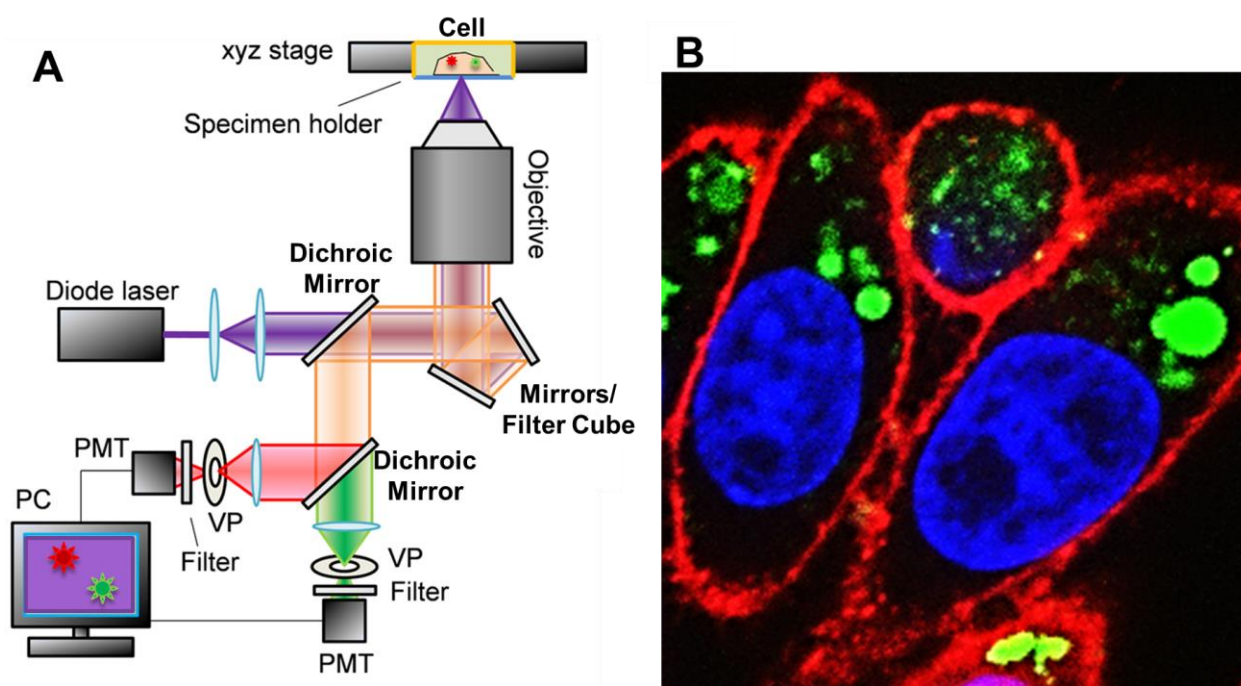 A
xyz stage
Cell
Specimen holder
Objective
Dichroic
Mirror
Diode laser
Mirrors/
Filter Cube
PMT
Dichroic
Mirror
PC
VP
Filter
VP
Filter
PMT
B